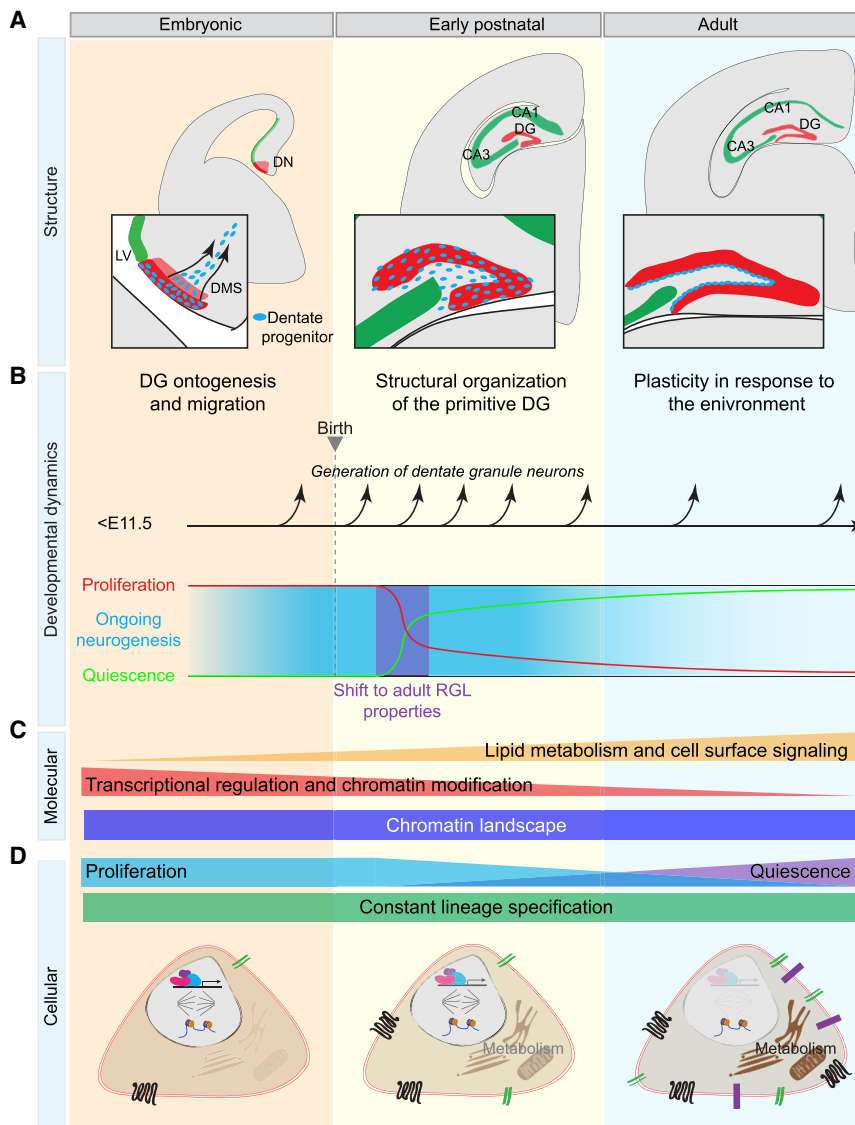 A
Embryonic
Early postnatal
Adult
Structure
DN
LV
DMS
Dentate
progenitor
CA1
DG
CA3
CA1
DG
CA3
B
Developmental dynamics
DG ontogenesis
and migration
Structural organization
of the primitive DG
Plasticity in response to
the enivronment
Birth
Generation of dentate granule neurons
<E11.5
Proliferation
Ongoing
neurogenesis
Quiescence
Shift to adult RGL
properties
C
Molecular
Lipid metabolism and cell surface signaling
Transcriptional regulation and chromatin modification
Chromatin landscape
D
Cellular
Proliferation
Quiescence
Constant lineage specification
Metabolism
Metabolism